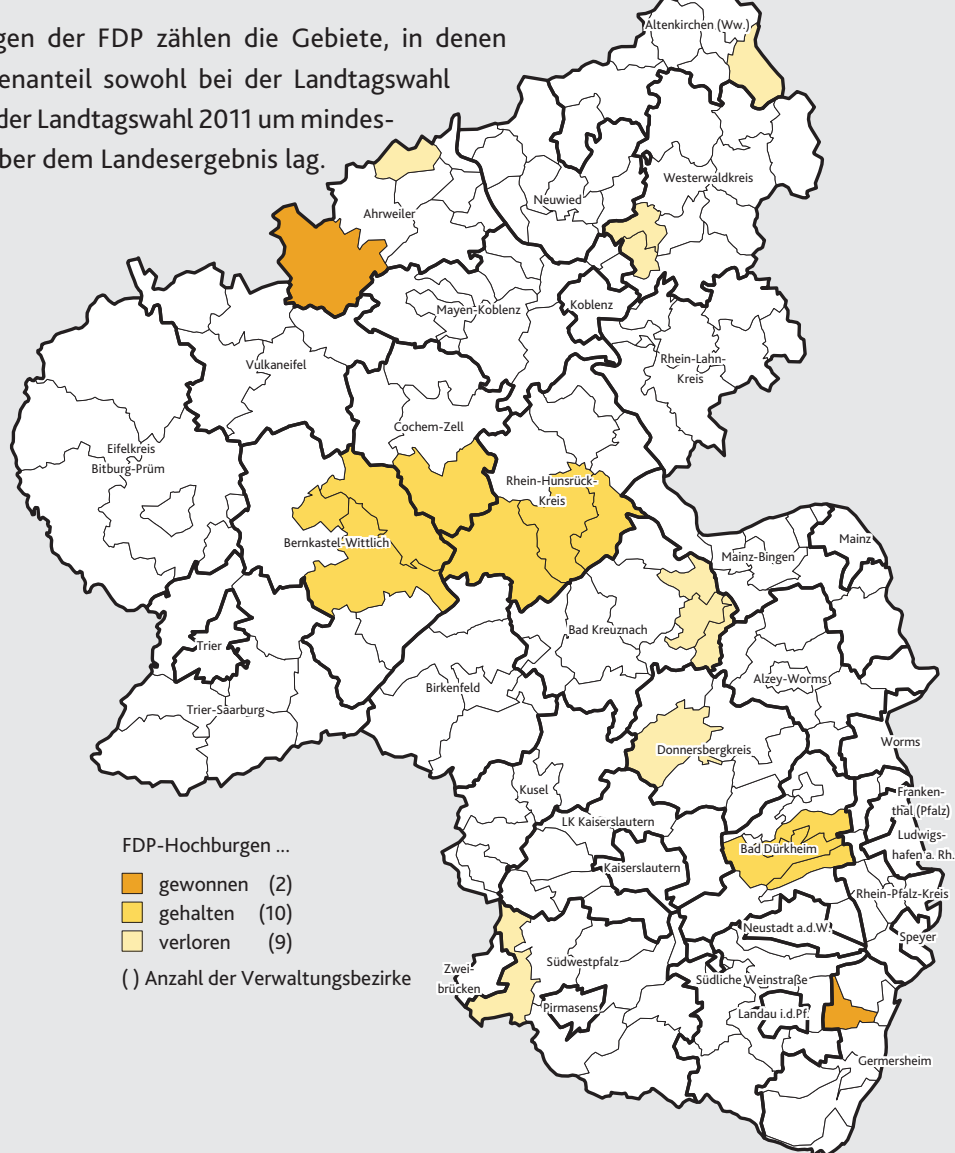 gen der FDP zählen die Gebiete, in denen
enanteil sowohl bei der Landtagswahl
der Landtagswahl 2011 um mindes-
ber dem Landesergebnis lag.
Altenkirchen (Ww.)
Westerwaldkreis
Neuwied
Ahrweiler
Koblenz
Mayen-Koblenz
Rhein-Lahn-
Kreis
Vulkaneifel
Cochem-Zell
Eifelkreis
Bitburg-Prüm
Rhein-Hunsrück-
Kreis
Bernkastel-Wittlich
Mainz
Mainz-Bingen
Bad Kreuznach
Trier
Birkenfeld
Alzey-Worms
Trier-Saarburg
Worms
Donnersbergkreis
Kusel
Franken-
thal (Pfalz)
LK Kaiserslautern
Ludwigs-
hafen a. Rh.
Bad Dürkheim
Kaiserslautern
Rhein-Pfalz-Kreis
Neustadt a.d.W.
Speyer
Südwestpfalz
Zwei-
brücken
Südliche Weinstraße
Pirmasens
Landau i.d.Pf.
Germersheim
FDP-Hochburgen ...
gewonnen (2)
gehalten (10)
verloren (9)
( ) Anzahl der Verwaltungsbezirke